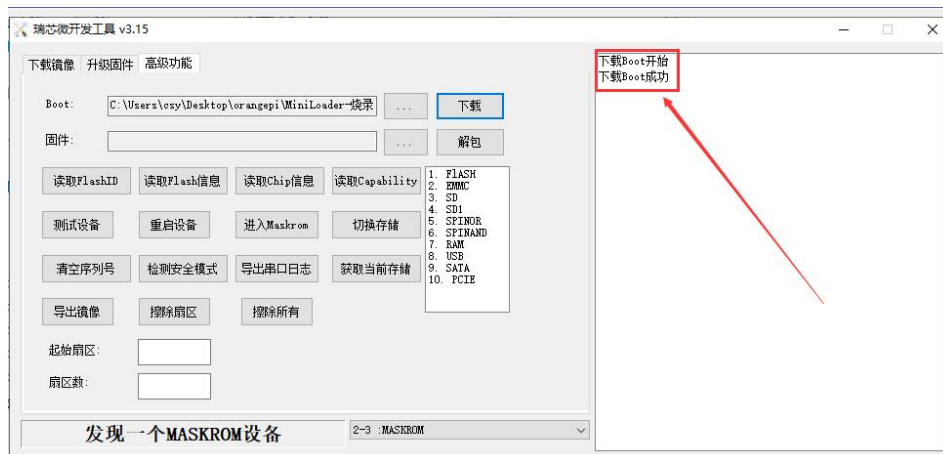 瑞芯微开发工具 v3.15
下载镜像 升级固件 高级功能
Boot: C:\Users\csy\Desktop\orangepi\MiniLoader-烧录 ... 下载
固件: ... 解包
读取FlashID 读取Flash信息 读取Chip信息 读取Capability
测试设备 重启设备 进入Maskrom 切换存储
清空序列号 检测安全模式 导出串口日志 获取当前存储
导出镜像 擦除扇区 擦除所有
1. FlASH
2. EMMC
3. SD
4. SD1
5. SPINOR
6. SPINAND
7. RAM
8. USB
9. SATA
10. PCIE
起始扇区:
扇区数:
发现一个MASKROM设备 2-3 :MASKROM
下载Boot开始
下载Boot成功